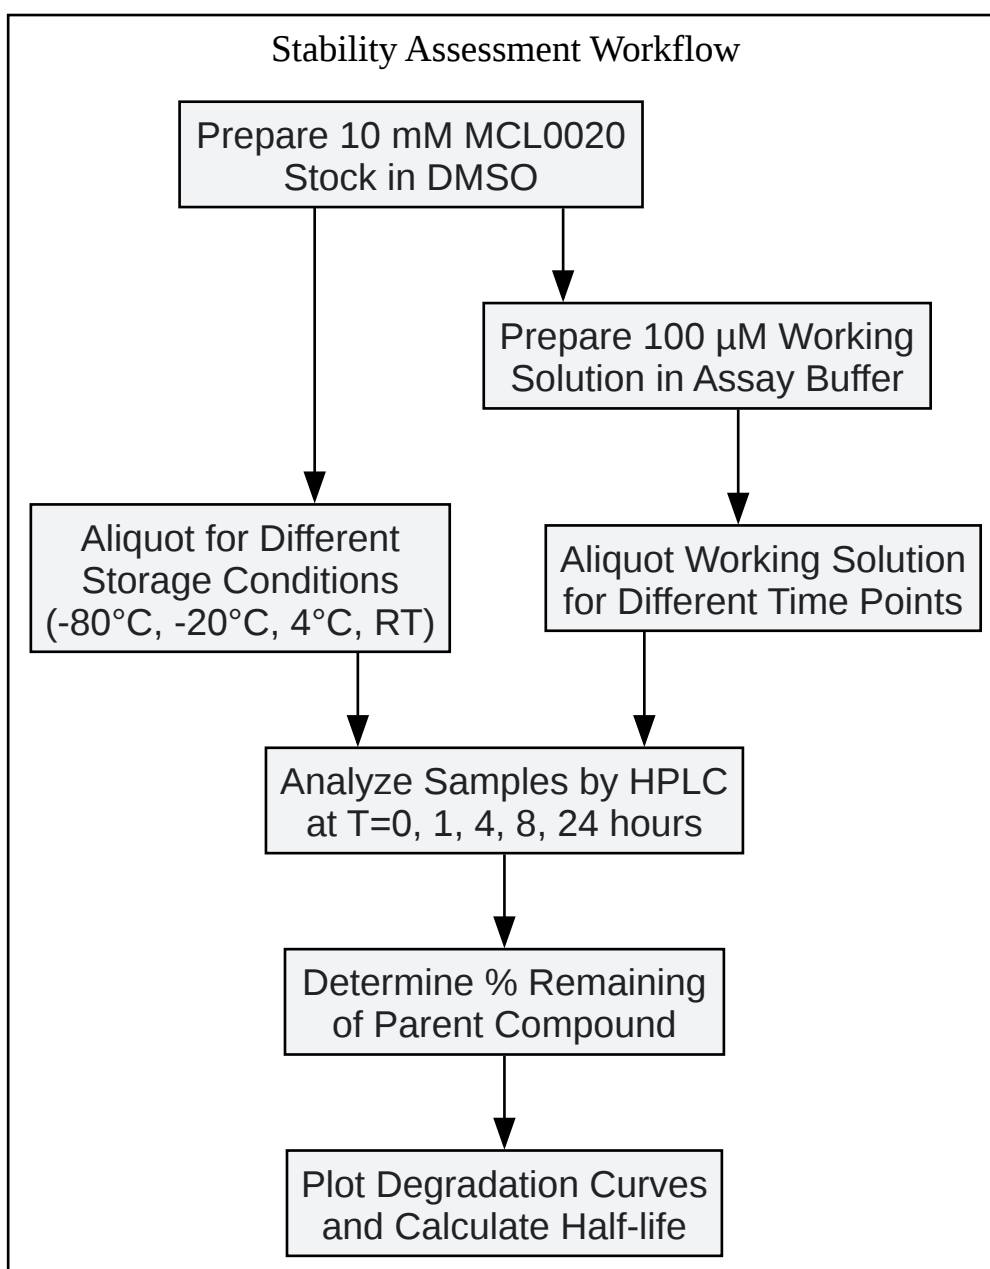 Stability Assessment Workflow
Prepare 10 mM MCL0020
Stock in DMSO
Prepare 100 µM Working
Solution in Assay Buffer
Aliquot for Different
Storage Conditions
(-80°C, -20°C, 4°C, RT)
Aliquot Working Solution
for Different Time Points
Analyze Samples by HPLC
at T=0, 1, 4, 8, 24 hours
Determine % Remaining
of Parent Compound
Plot Degradation Curves
and Calculate Half-life